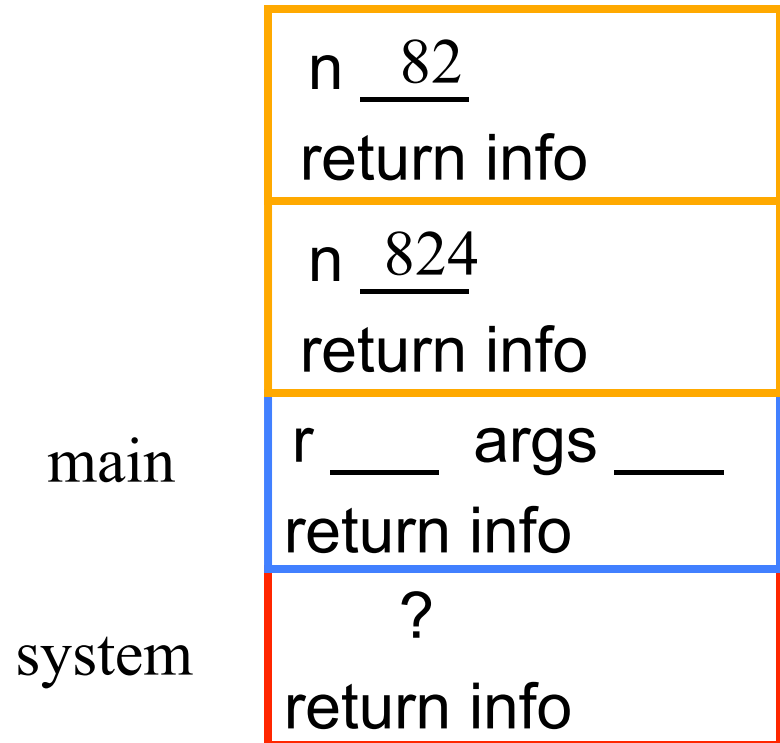 n 82
return info
n 824
return info
main
r ___ args ___
return info
?
system
return info